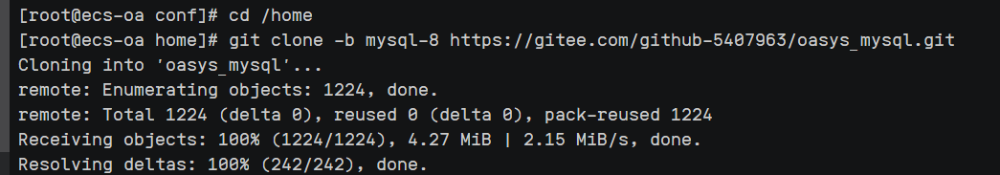 [root@ecs-oa conf]# cd /home
[root@ecs-oa home]# git clone -b mysql-8 https://gitee.com/github-5407963/oasys_mysql.git
Cloning into 'oasys_mysql'...
remote: Enumerating objects: 1224, done.
remote: Total 1224 (delta 0), reused 0 (delta 0), pack-reused 1224
Receiving objects: 100% (1224/1224), 4.27 MiB | 2.15 MiB/s, done.
Resolving deltas: 100% (242/242), done.